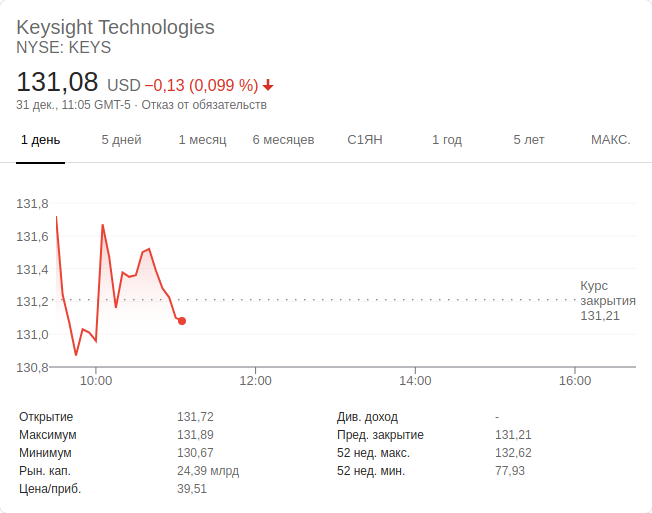 Keysight Technologies
NYSE: KEYS
131,08 USD −0,13 (0,099 %)
31 дек., 11:05 GMT-5 · Отказ от обязательств
1 день 5 дней 1 месяц 6 месяцев С1ЯН 1 год 5 лет МАКС.
131,8
131,6
131,4
131,2
131,0
130,8
Курс
закрытия
131,21
10:00 12:00 14:00 16:00
Открытие 131,72 Див. доход -
Максимум 131,89 Пред. закрытие 131,21
Минимум 130,67 52 нед. макс. 132,62
Рын. кап. 24,39 млрд 52 нед. мин. 77,93
Цена/приб. 39,51